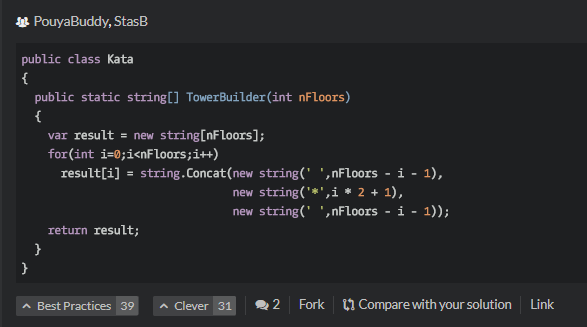 PouyaBuddy, StasB
public class Kata
{
  public static string[] TowerBuilder(int nFloors)
  {
    var result = new string[nFloors];
    for(int i=0;i<nFloors;i++)
      result[i] = string.Concat(new string(' ',nFloors - i - 1),
                                new string('*',i * 2 + 1),
                                new string(' ',nFloors - i - 1));
    return result;
  }
}
Best Practices 39 Clever 31 2 Fork Compare with your solution Link